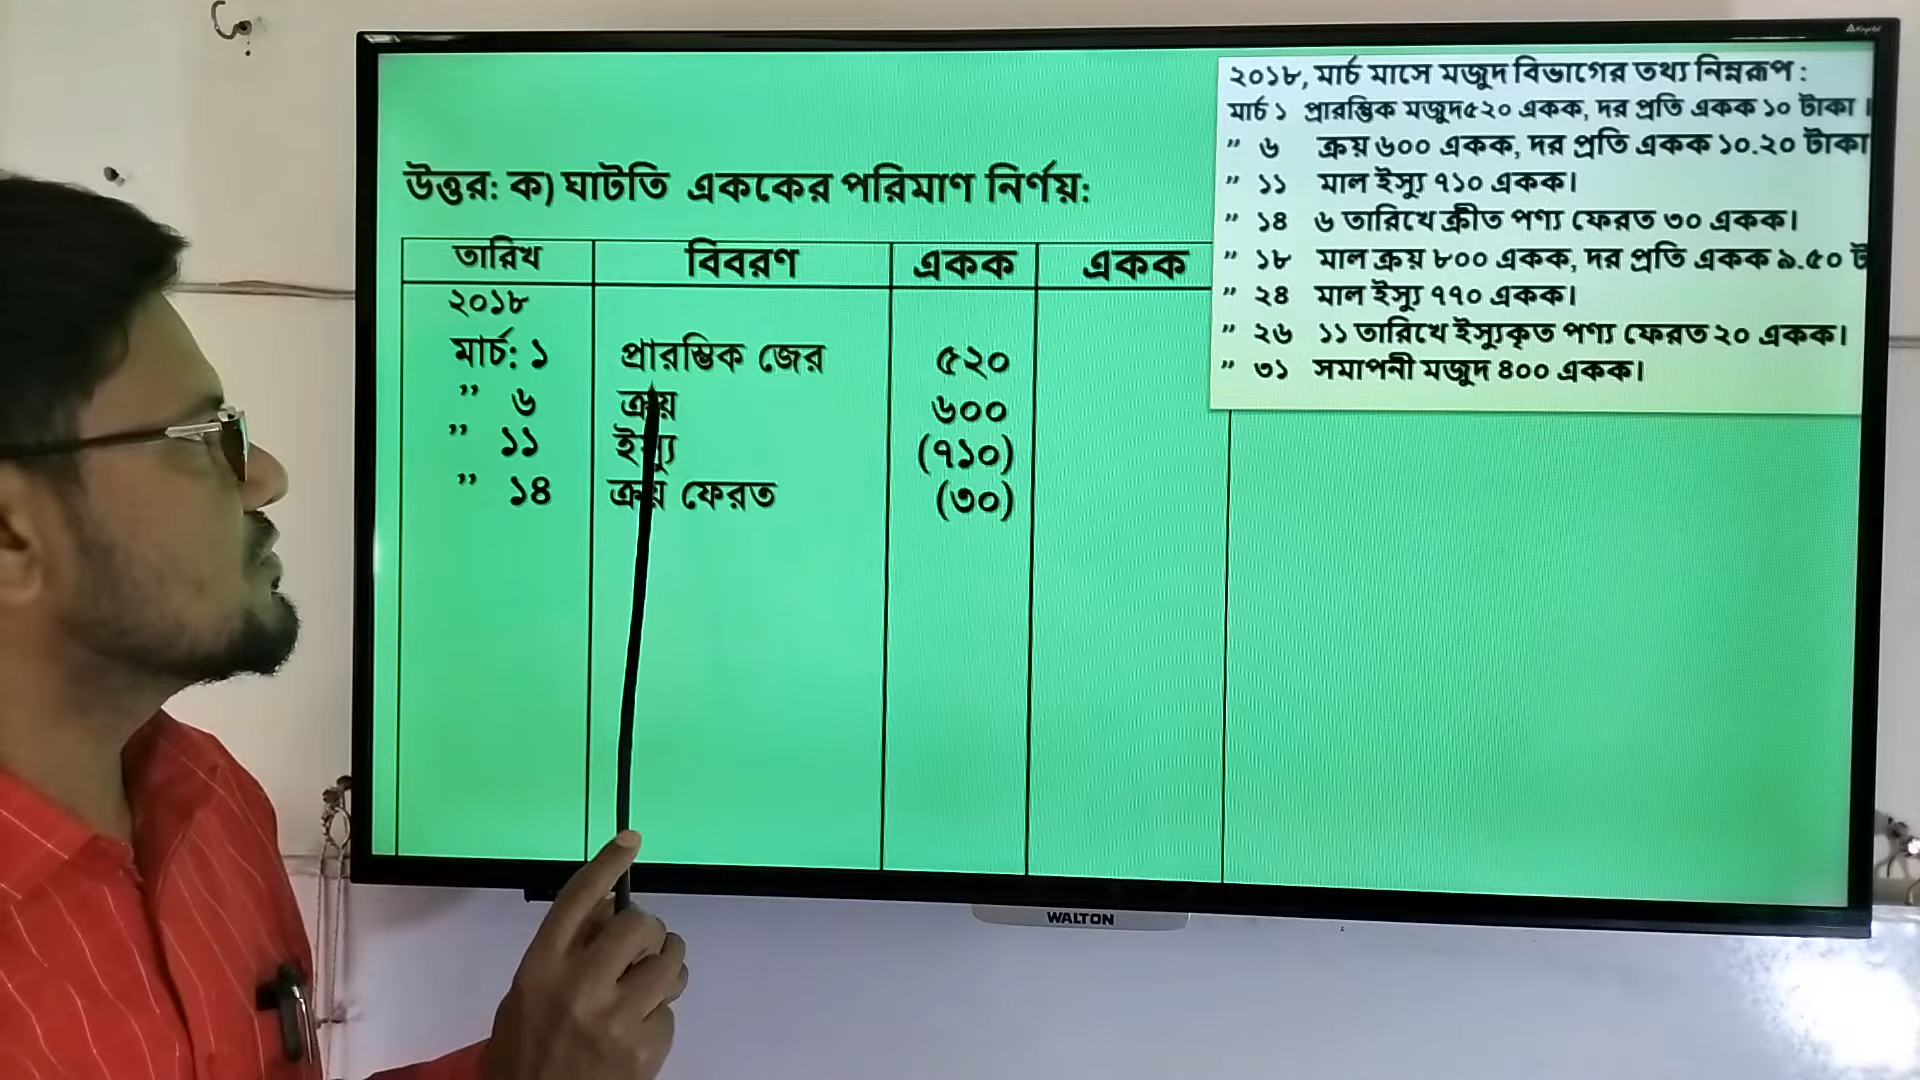 ২০১৮, মার্চ মাসে মজুদ বিভাগের তথ্য নিম্নরূপ :
মার্চ ১ প্রারম্ভিক মজুদ৫২০ একক, দর প্রতি একক ১০ টাকা ।
" ৬ ক্রয় ৬০০ একক, দর প্রতি একক ১০.২০ টাকা
" ১১ মাল ইস্যু ৭১০ একক।
" ১৪ ৬ তারিখে ক্রীত পণ্য ফেরত ৩০ একক।
" ১৮ মাল ক্রয় ৮০০ একক, দর প্রতি একক ৯.৫০ ট
" ২৪ মাল ইস্যু ৭৭০ একক।
" ২৬ ১১ তারিখে ইস্যুকৃত পণ্য ফেরত ২০ একক।
" ৩১ সমাপনী মজুদ ৪০০ একক।
উত্তর: ক) ঘাটতি এককের পরিমাণ নির্ণয়:
তারিখ বিবরণ একক একক
২০১৮
মার্চ: ১ প্রারম্ভিক জের ৫২০
" ৬ ক্রয় ৬০০
" ১১ ইস্যু (৭১০)
" ১৪ ক্রয় ফেরত (৩০)
WALTON